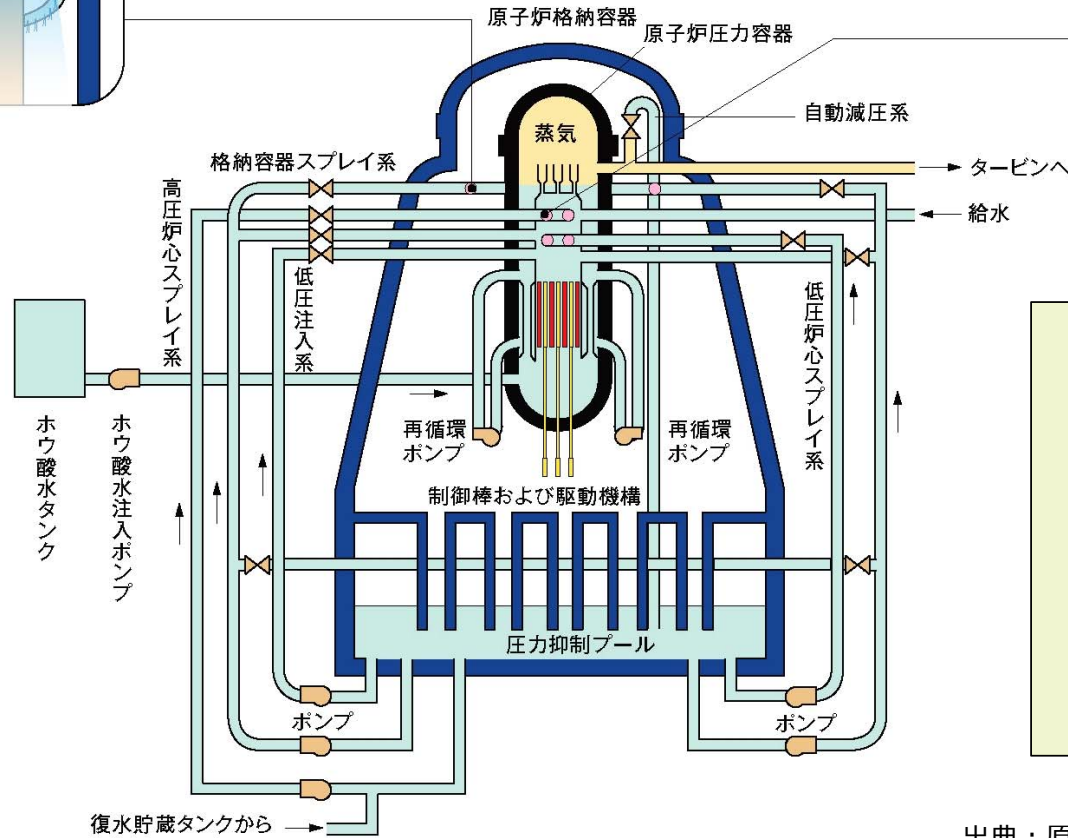 原子炉格納容器
原子炉圧力容器
蒸気
自動減圧系
タービンへ
格納容器スプレイ系
給水
高圧炉心スプレイ系
低圧注入系
低圧炉心スプレイ系
再循環
ポンプ
再循環
ポンプ
ホウ酸水タンク
ホウ酸水注入ポンプ
制御棒および駆動機構
圧力抑制プール
ポンプ
ポンプ
復水貯蔵タンクから
出典：原